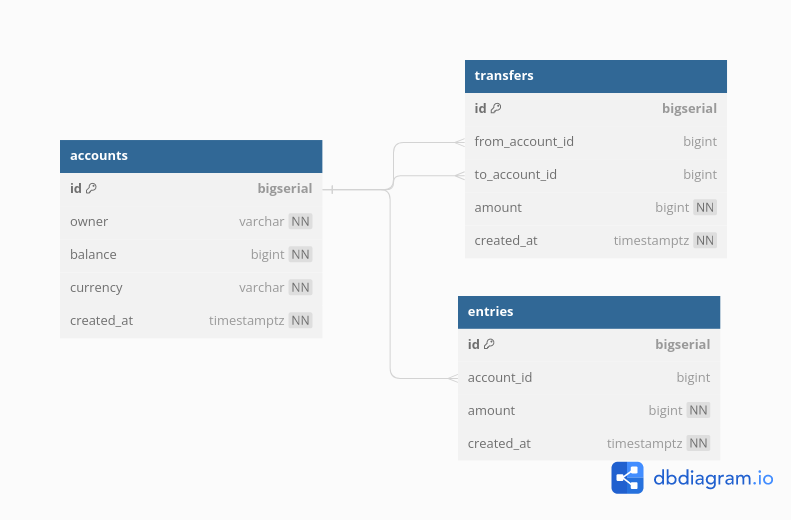 accounts
id bigserial
owner varchar NN
balance bigint NN
currency varchar NN
created_at timestamptz NN
transfers
id bigserial
from_account_id bigint
to_account_id bigint
amount bigint NN
created_at timestamptz NN
entries
id bigserial
account_id bigint
amount bigint NN
created_at timestamptz NN
dbdiagram.io